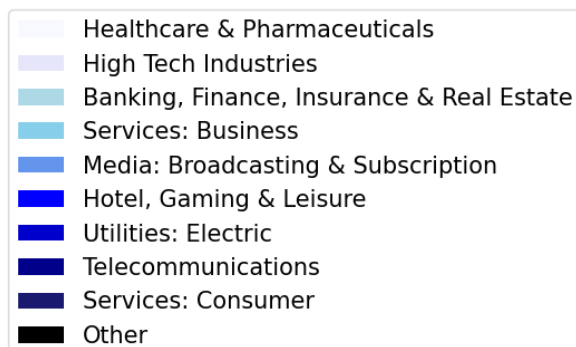 Healthcare & Pharmaceuticals
High Tech Industries
Banking, Finance, Insurance & Real Estate
Services: Business
Media: Broadcasting & Subscription
Hotel, Gaming & Leisure
Utilities: Electric
Telecommunications
Services: Consumer
Other